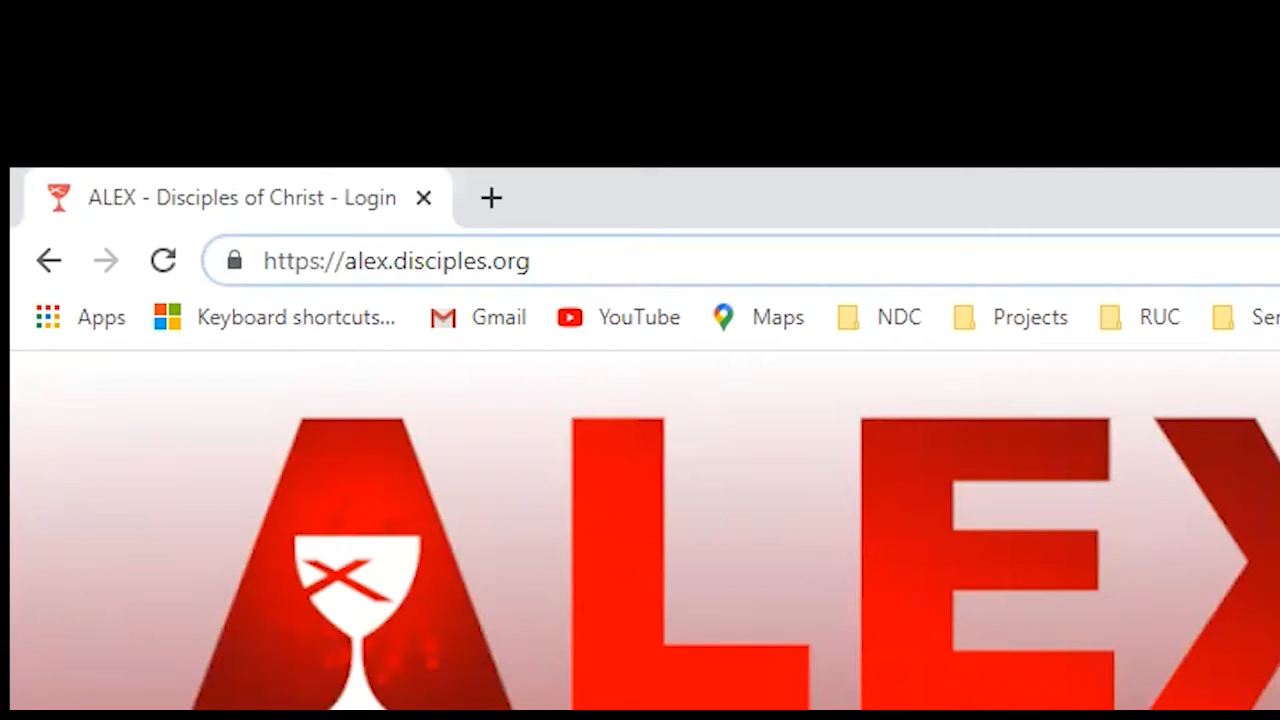 ALEX - Disciples of Christ - Login
https://alex.disciples.org
Apps Keyboard shortcuts... Gmail YouTube Maps NDC Projects RUC
ALEX